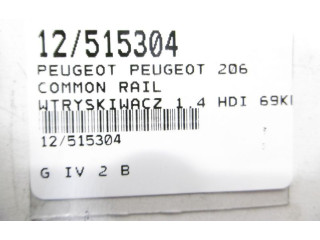 12/515304
PEUGEOT PEUGEOT 206
COMMON RAIL
WTRYSKIWACZ 1.4 HDI 69K
12/515304
G IV 2 B